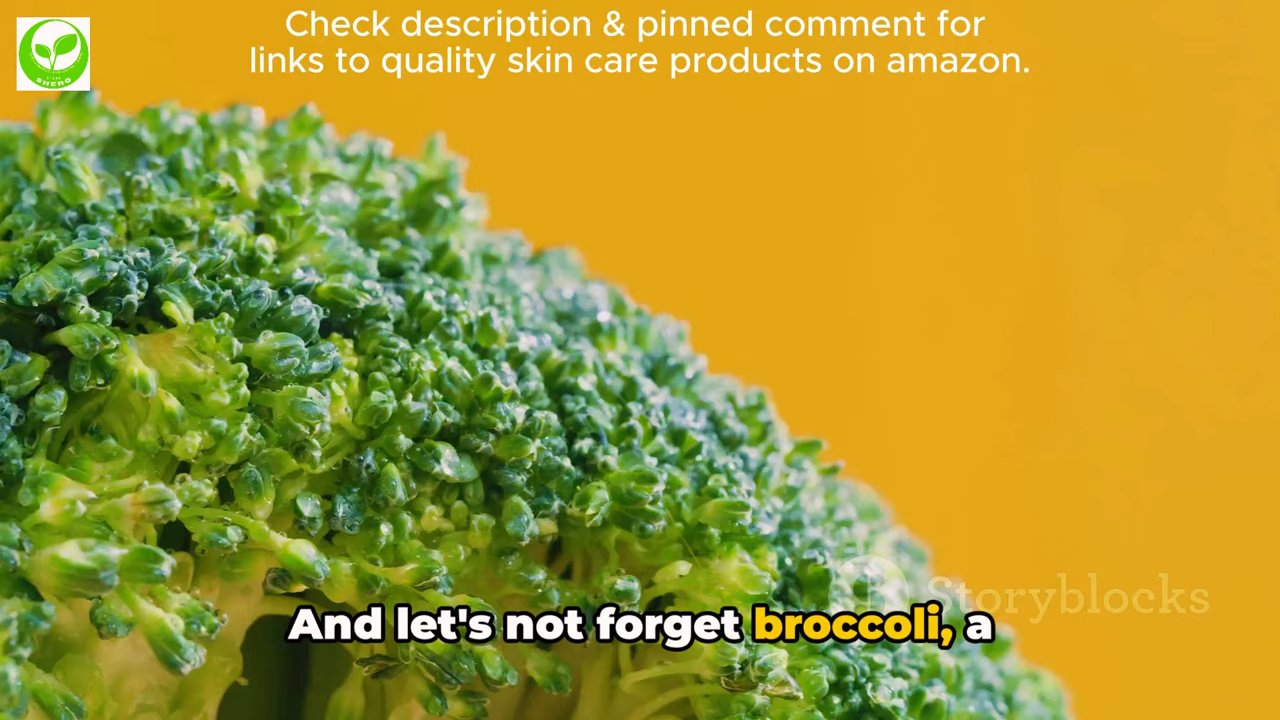 Check description & pinned comment for
links to quality skin care products on amazon.
SHERO
Storyblocks
And let's not forget broccoli, a